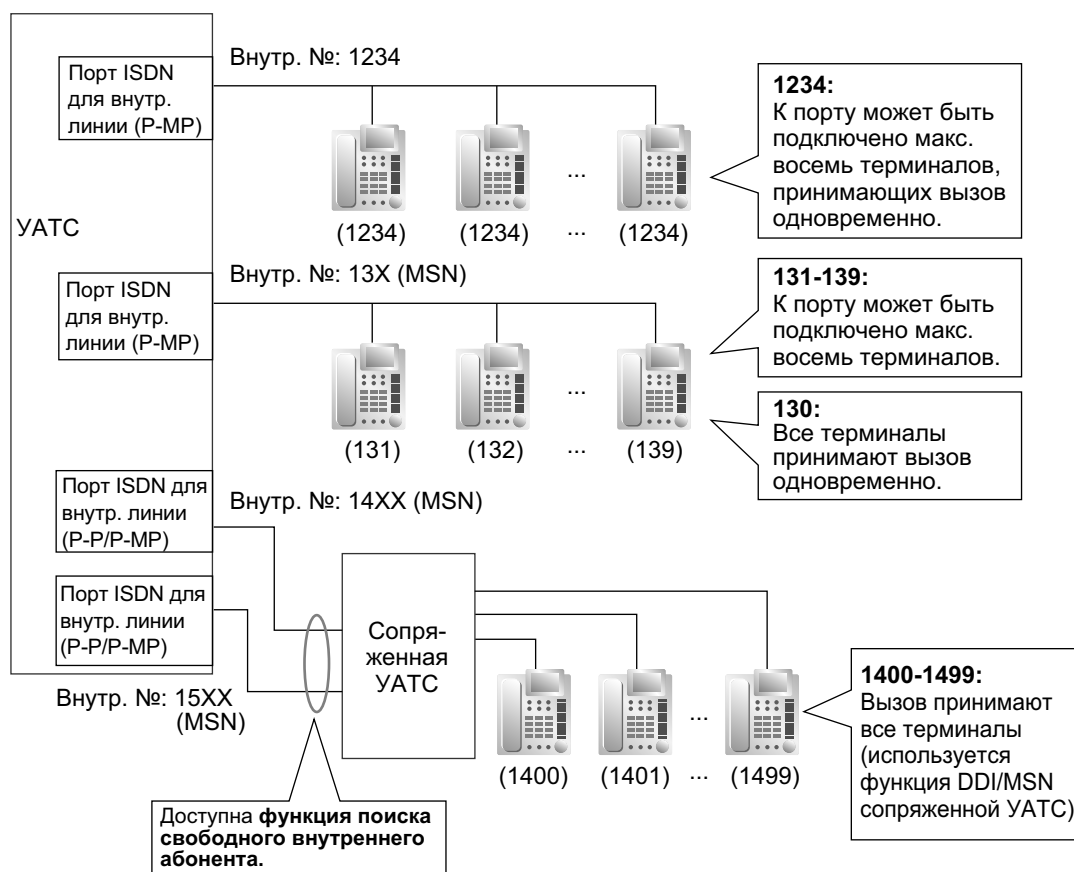 Внутр. №: 1234
Порт ISDN
для внутр.
линии (P-MP)
1234:
К порту может быть
подключено макс.
восемь терминалов,
принимающих вызов
одновременно.
...
(1234)
(1234)
...
(1234)
УАТС
Внутр. №: 13X (MSN)
Порт ISDN
для внутр.
линии (P-MP)
131-139:
К порту может быть
подключено макс.
восемь терминалов.
...
130:
Все терминалы
принимают вызов
одновременно.
(131)
(132)
...
(139)
Внутр. №: 14XX (MSN)
Порт ISDN для
внутр. линии
(P-P/P-MP)
Порт ISDN для
внутр. линии
(P-P/P-MP)
Сопря-
женная
УАТС
Внутр. №: 15XX
(MSN)
...
1400-1499:
Вызов принимают
все терминалы
(используется
функция DDI/MSN
сопряженной УАТС)
(1400)
(1401)
...
(1499)
Доступна функция поиска
свободного внутреннего
абонента.